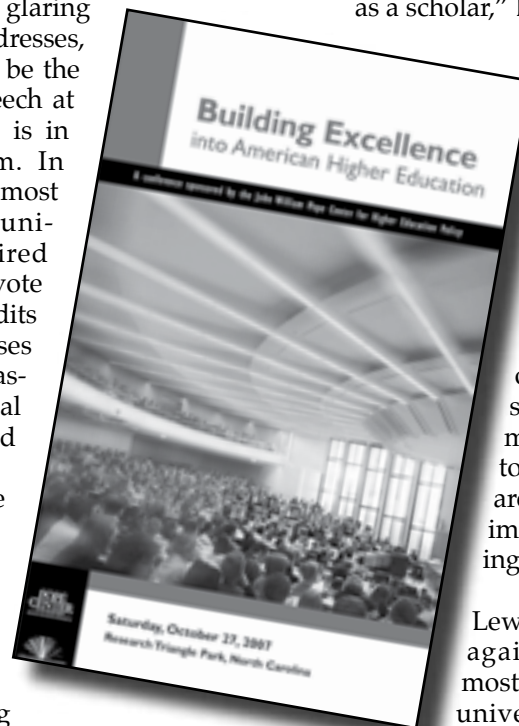 glaring
dresses,
be the
eech at
is in
m. In
most
uni-
ired
vote
dits
ses
as-
al
d
e
g
as a scholar,”
Building Excellence
into American Higher Education
A conference sponsored by the John William Pope Center for Higher Education Policy
POPE
CENTER
Saturday, October 27, 2007
Research Triangle Park, North Carolina
s
m
to
are
im
ing
Lew
agai
most
unive